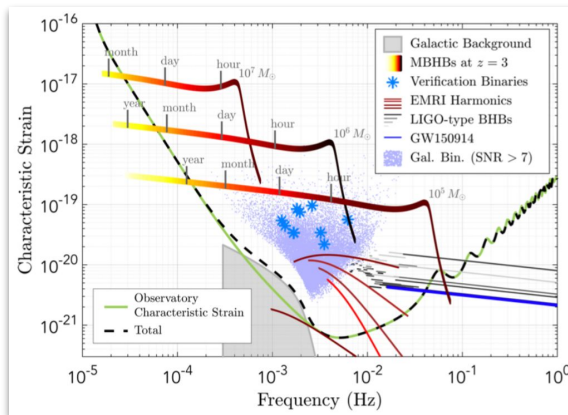 10^-16
10^-17
10^-18
10^-19
10^-20
10^-21
Characteristic Strain
month
day
hour
10^7 M_⊙
year
month
day
hour
10^6 M_⊙
year
month
day
hour
10^5 M_⊙
Galactic Background
MBHBs at z = 3
Verification Binaries
EMRI Harmonics
LIGO-type BHBs
GW150914
Gal. Bin. (SNR > 7)
Observatory
Characteristic Strain
Total
10^-5
10^-4
10^-3
10^-2
10^-1
10^0
Frequency (Hz)